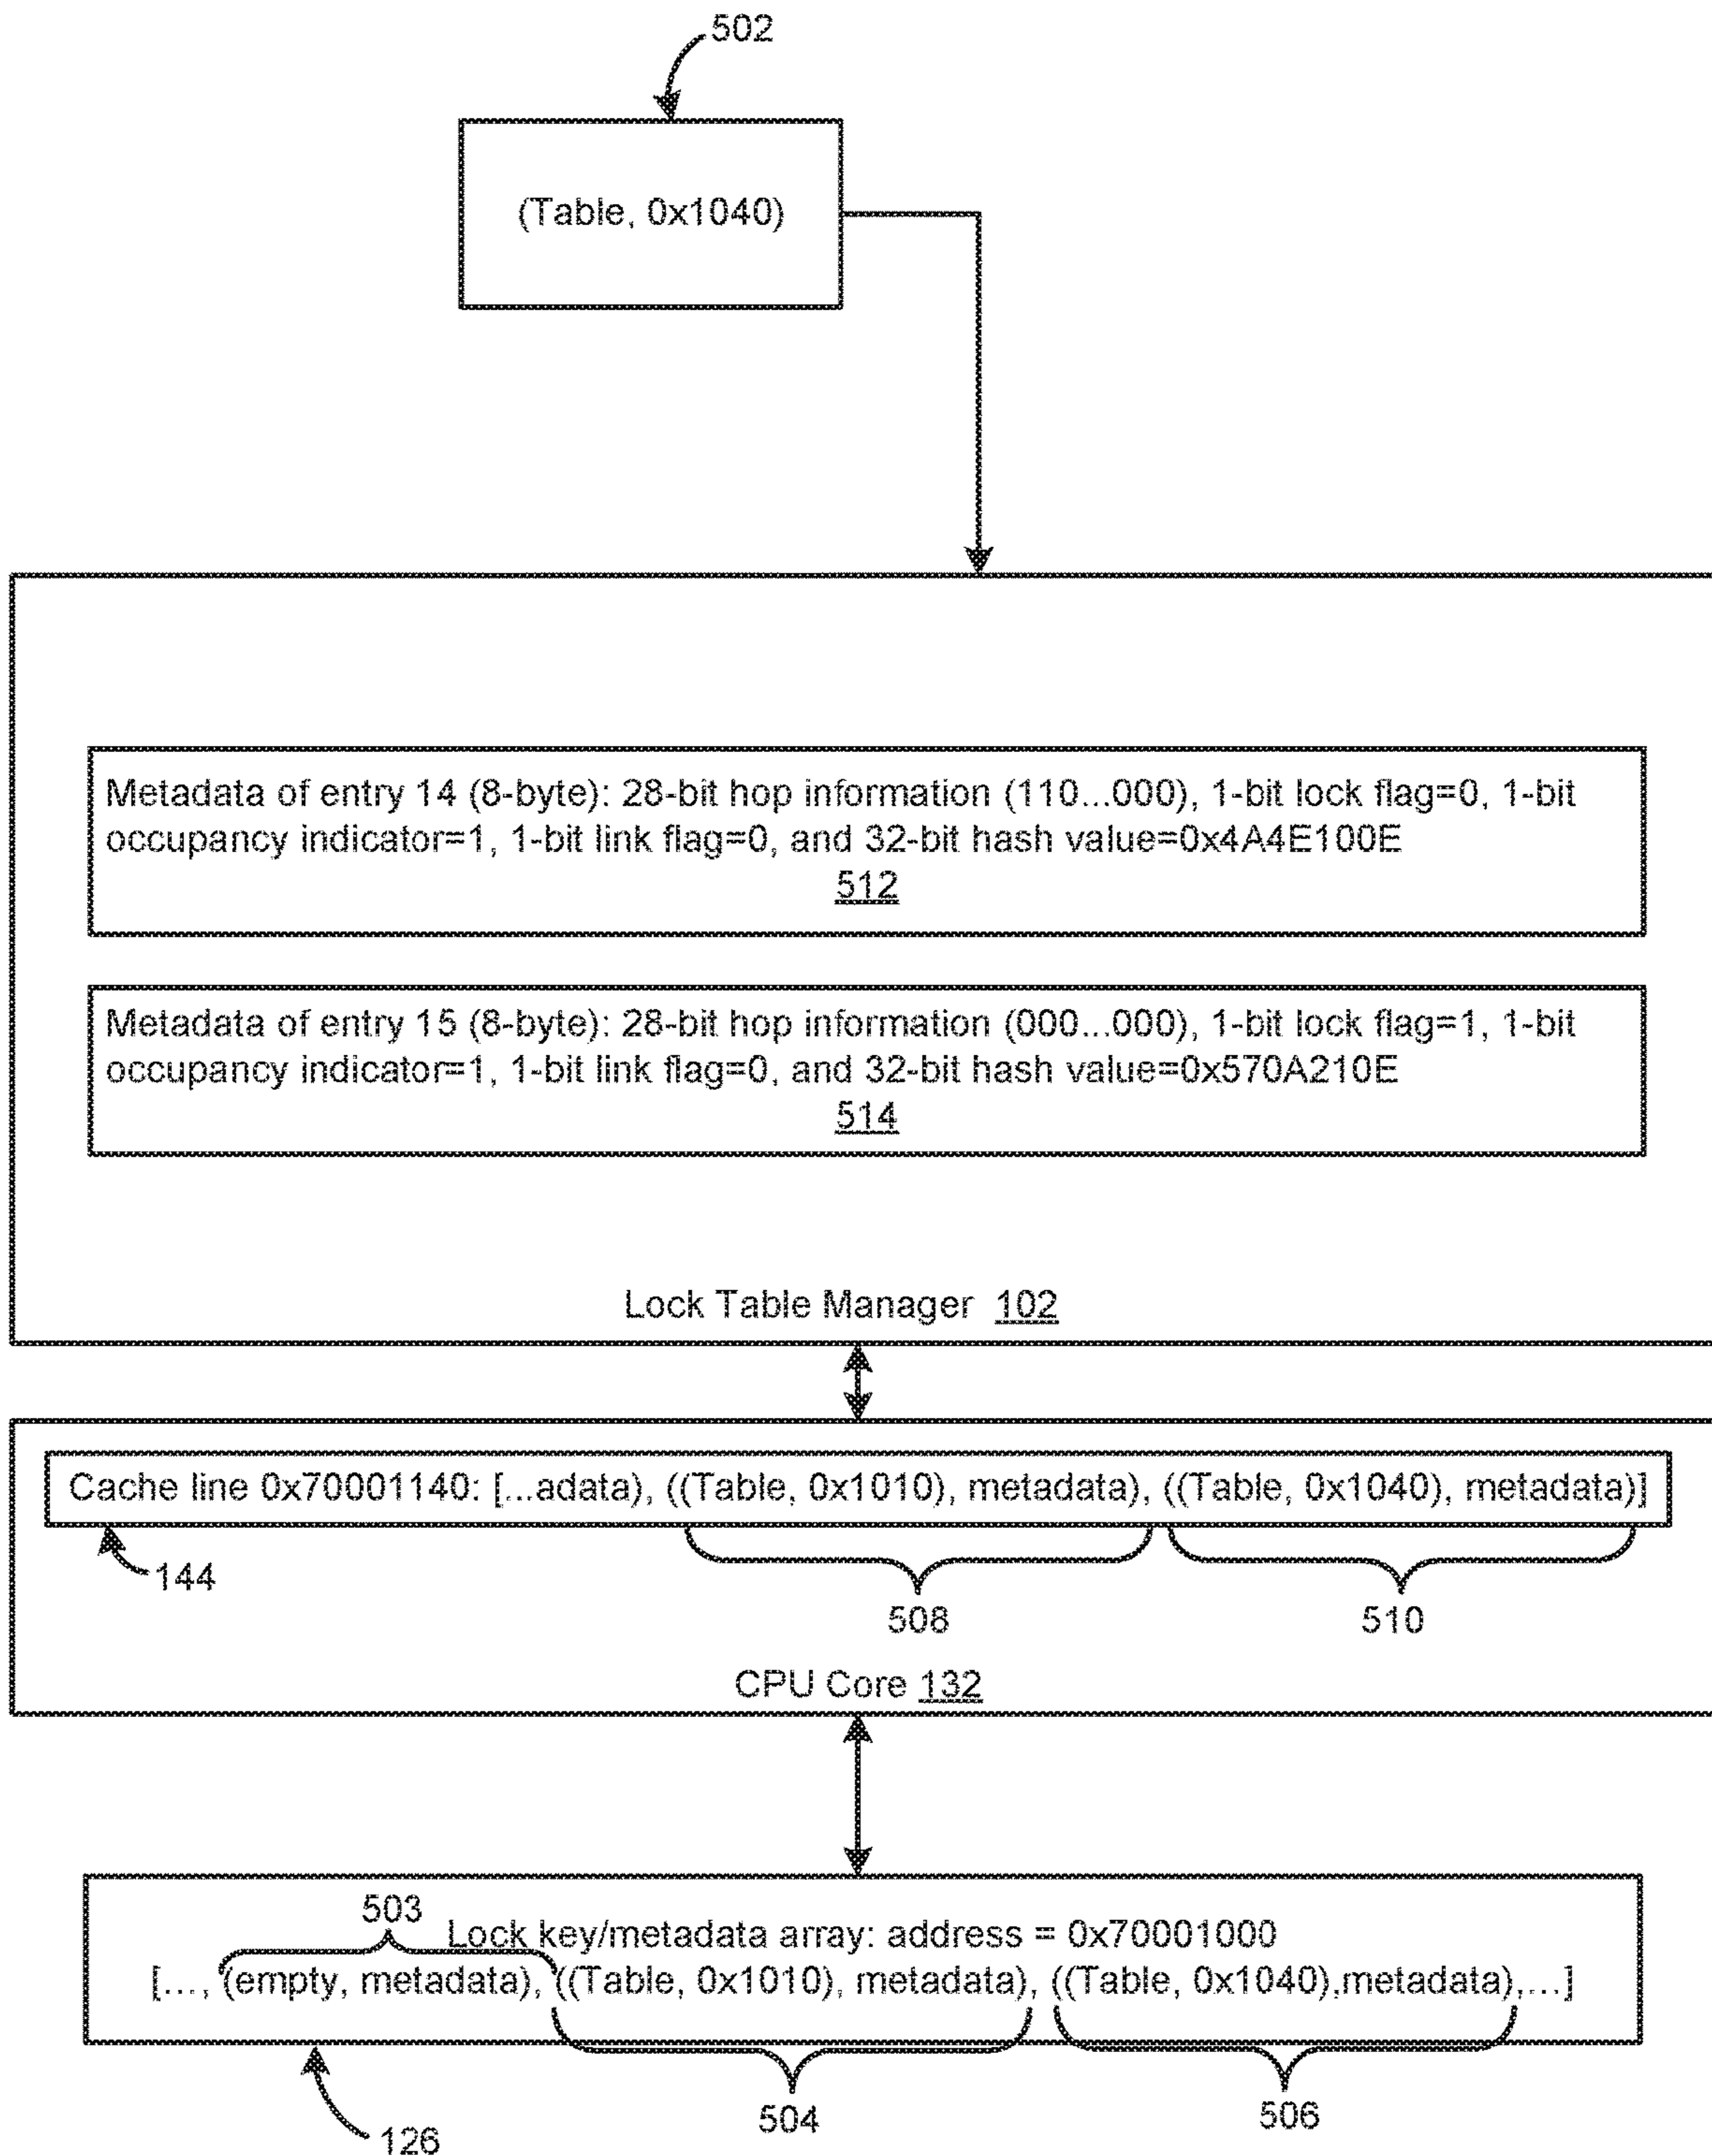 502
(Table, 0x1040)
Metadata of entry 14 (8-byte): 28-bit hop information (110...000), 1-bit lock flag=0, 1-bit
occupancy indicator=1, 1-bit link flag=0, and 32-bit hash value=0x4A4E100E
512
Metadata of entry 15 (8-byte): 28-bit hop information (000...000), 1-bit lock flag=1, 1-bit
occupancy indicator=1, 1-bit link flag=0, and 32-bit hash value=0x570A210E
514
Lock Table Manager 102
Cache line 0x70001140: [...adata), ((Table, 0x1010), metadata), ((Table, 0x1040), metadata)]
144
508
510
CPU Core 132
503
Lock key/metadata array: address = 0x70001000
[..., (empty, metadata), ((Table, 0x1010), metadata), ((Table, 0x1040),metadata),...]
504
506
126